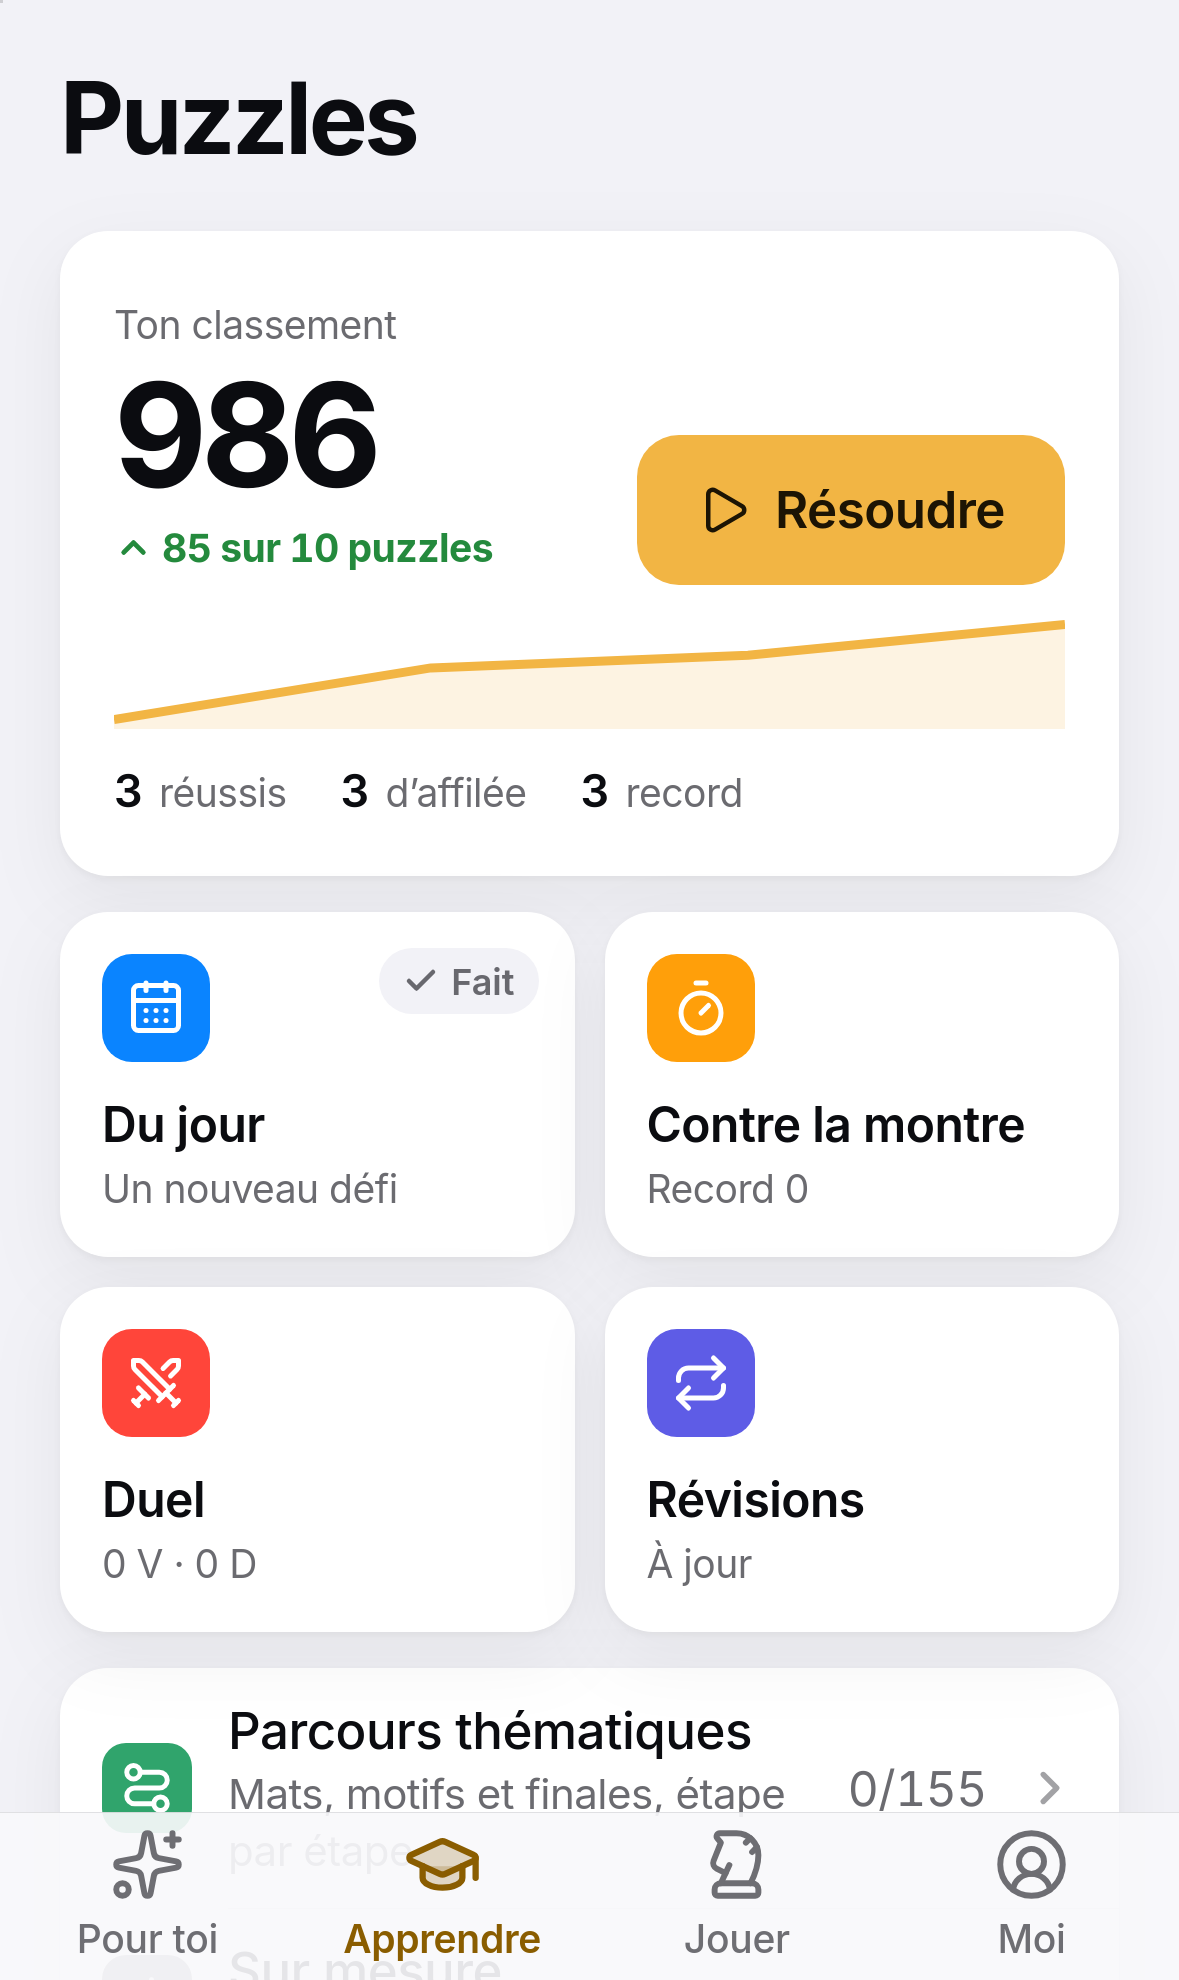 Puzzles
Ton classement
986
85 sur 10 puzzles
Résoudre
3 réussis 3 d’affilée 3 record
Fait
Du jour
Un nouveau défi
Contre la montre
Record 0
Duel
0 V · 0 D
Révisions
À jour
Parcours thématiques
Mats, motifs et finales, étape
par étape
0/155
Pour toi
Apprendre
Jouer
Moi
Sur mesure